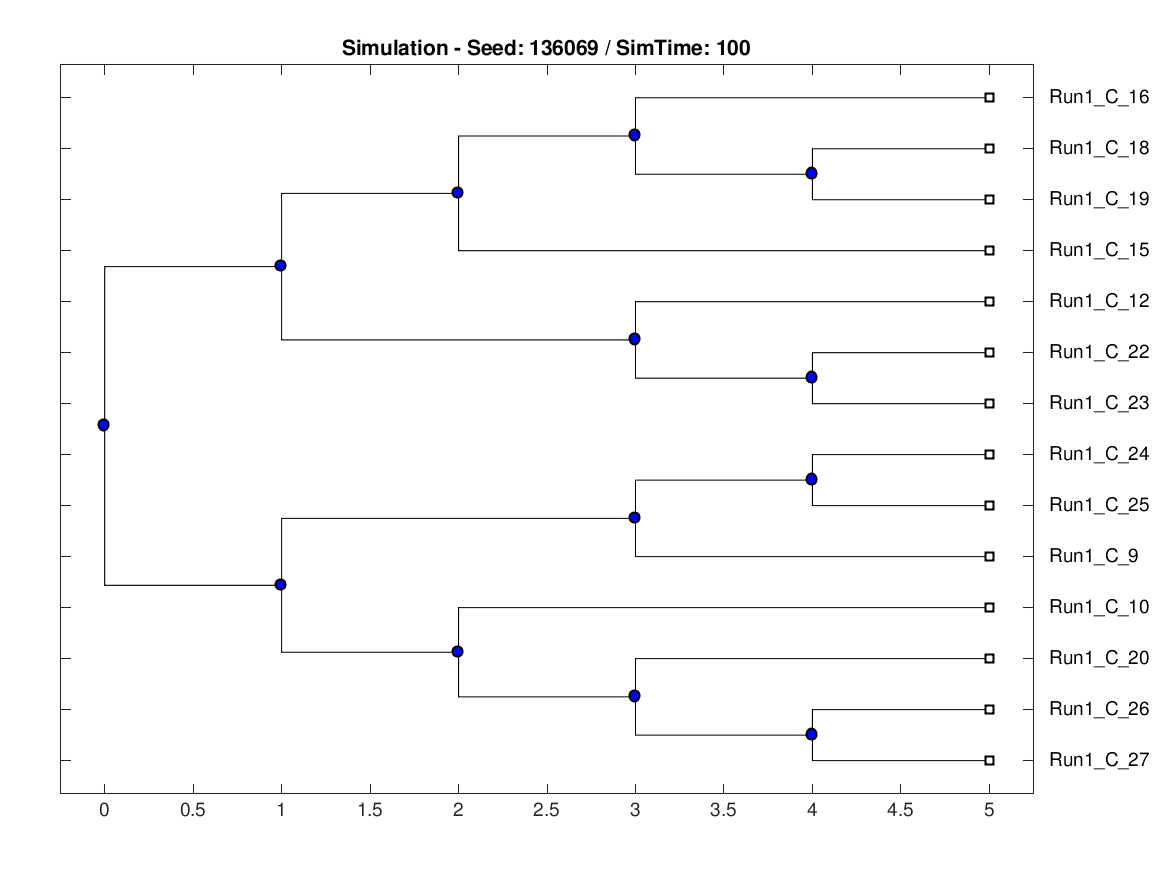 Simulation - Seed: 136069 / SimTime: 100
Run1_C_16
Run1_C_18
Run1_C_19
Run1_C_15
Run1_C_12
Run1_C_22
Run1_C_23
Run1_C_24
Run1_C_25
Run1_C_9
Run1_C_10
Run1_C_20
Run1_C_26
Run1_C_27
0 0.5 1 1.5 2 2.5 3 3.5 4 4.5 5